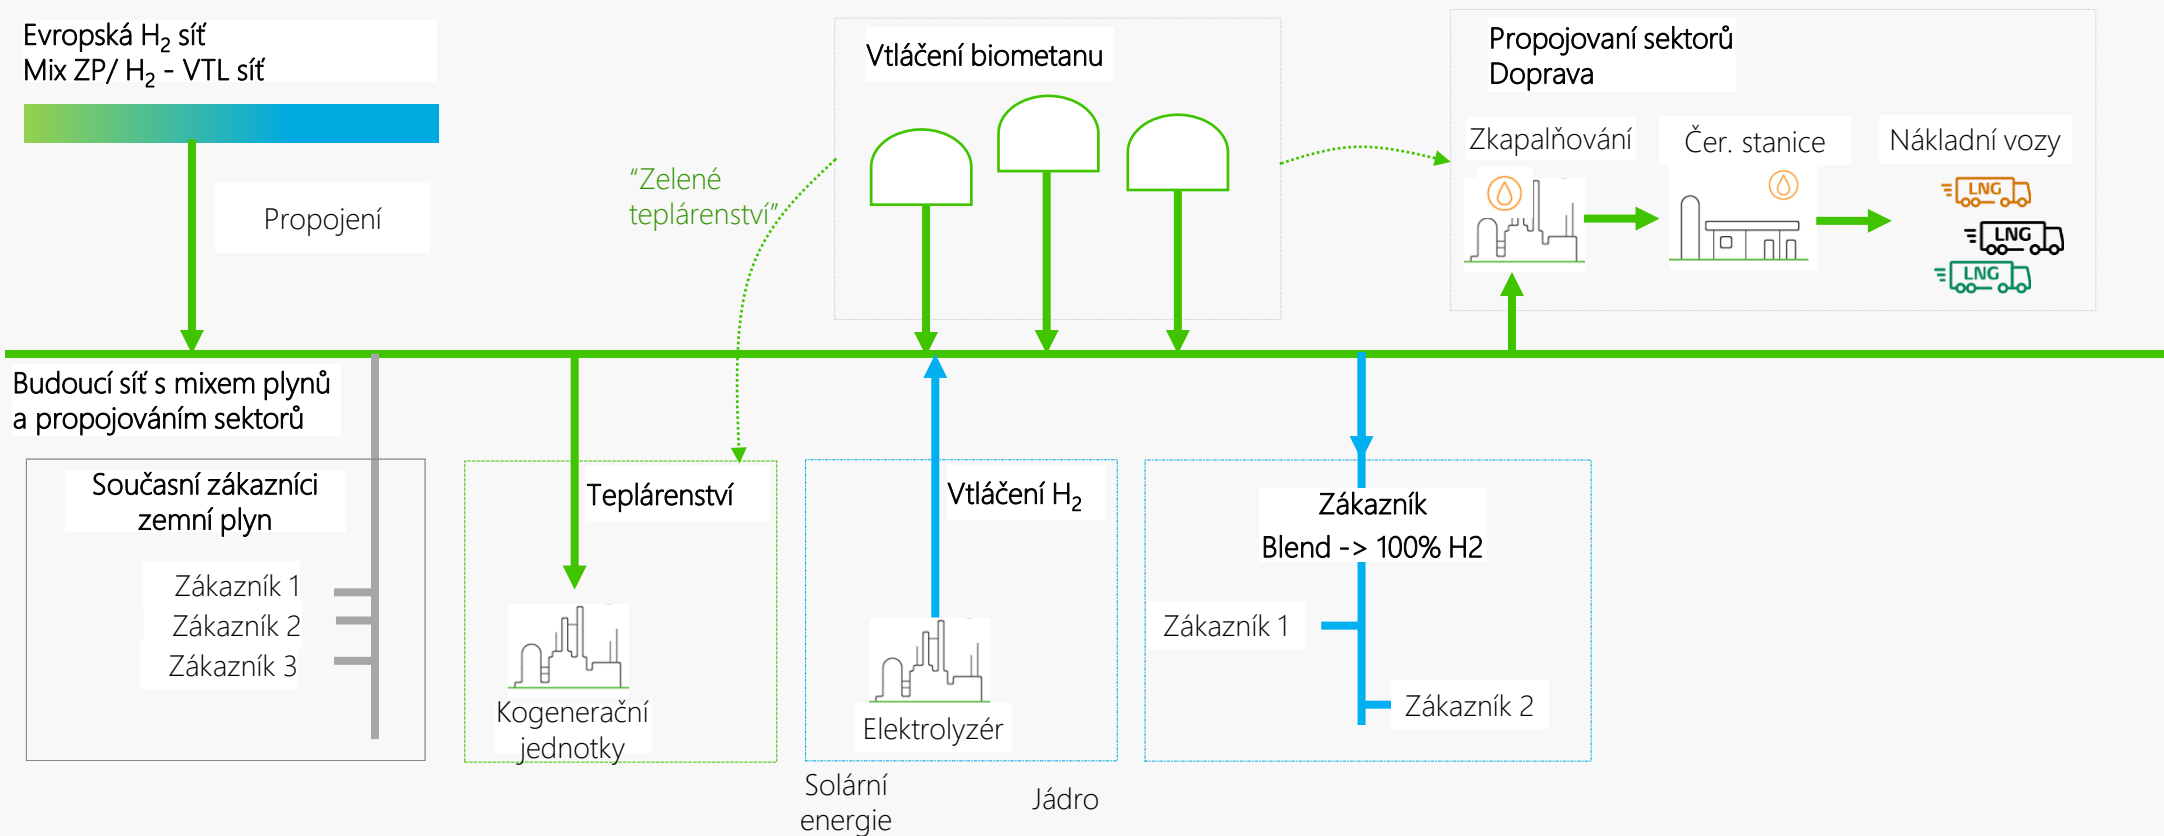 Evropská H₂ síť
Mix ZP/ H₂ - VTL síť
Propojení
"Zelené
teplárenství"
Vtláčení biometanu
Propojovaní sektorů
Doprava
Zkapalňování
Čer. stanice
Nákladní vozy
LNG
LNG
LNG
Budoucí síť s mixem plynů
a propojováním sektorů
Současní zákazníci
zemní plyn
Zákazník 1
Zákazník 2
Zákazník 3
Teplárenství
Kogenerační
jednotky
Vtláčení H₂
Elektrolyzér
Solární
energie
Jádro
Zákazník
Blend -> 100% H2
Zákazník 1
Zákazník 2